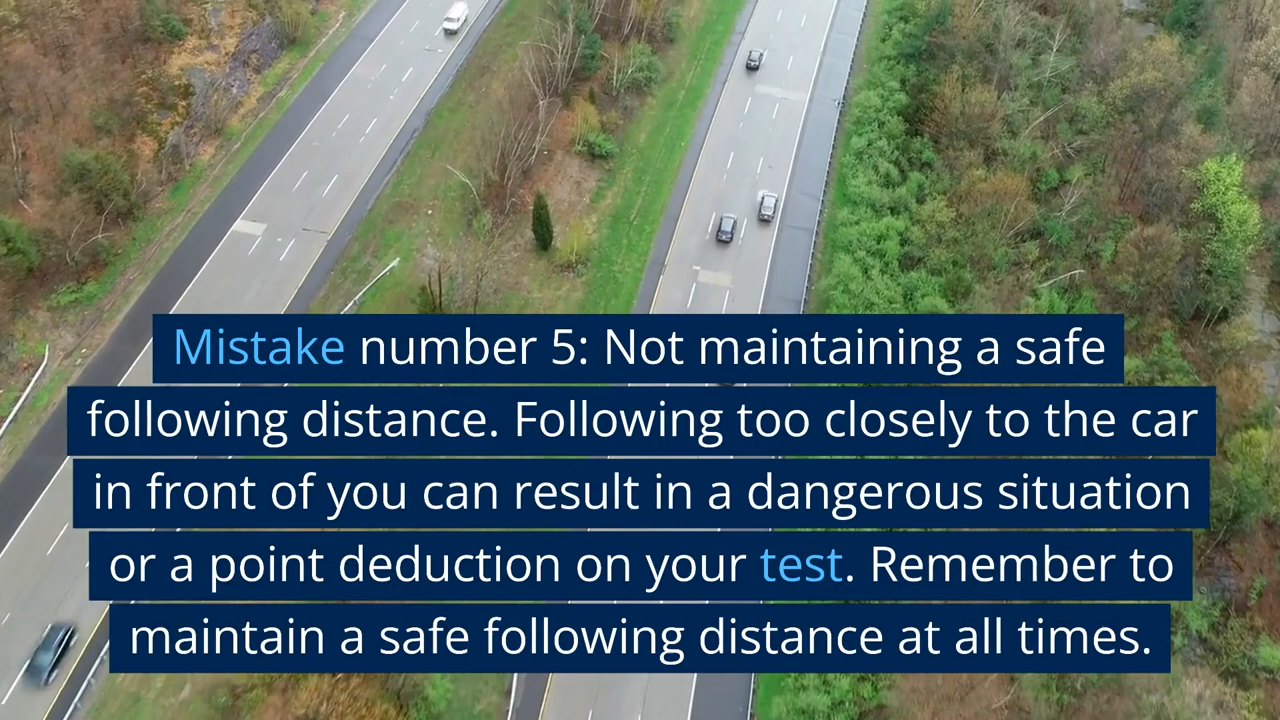 Mistake number 5: Not maintaining a safe
following distance. Following too closely to the car
in front of you can result in a dangerous situation
or a point deduction on your test. Remember to
maintain a safe following distance at all times.